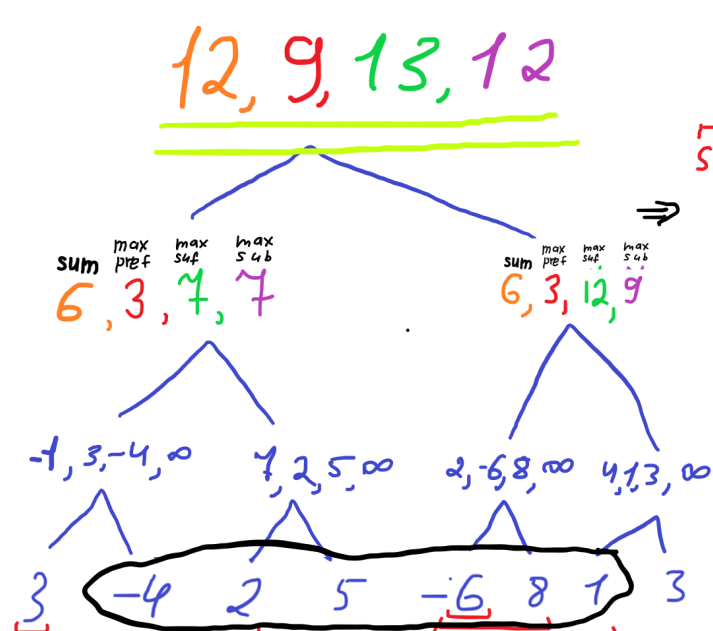 12, 9, 13, 12
sum max pref max suf max sub
6, 3, 7, 7
sum max pref max suf max sub
6, 3, 12, 9
-1, 3, -4, ∞
7, 2, 5, ∞
2, -6, 8, ∞
4, 1, 3, ∞
3 -4 2 5 -6 8 1 3